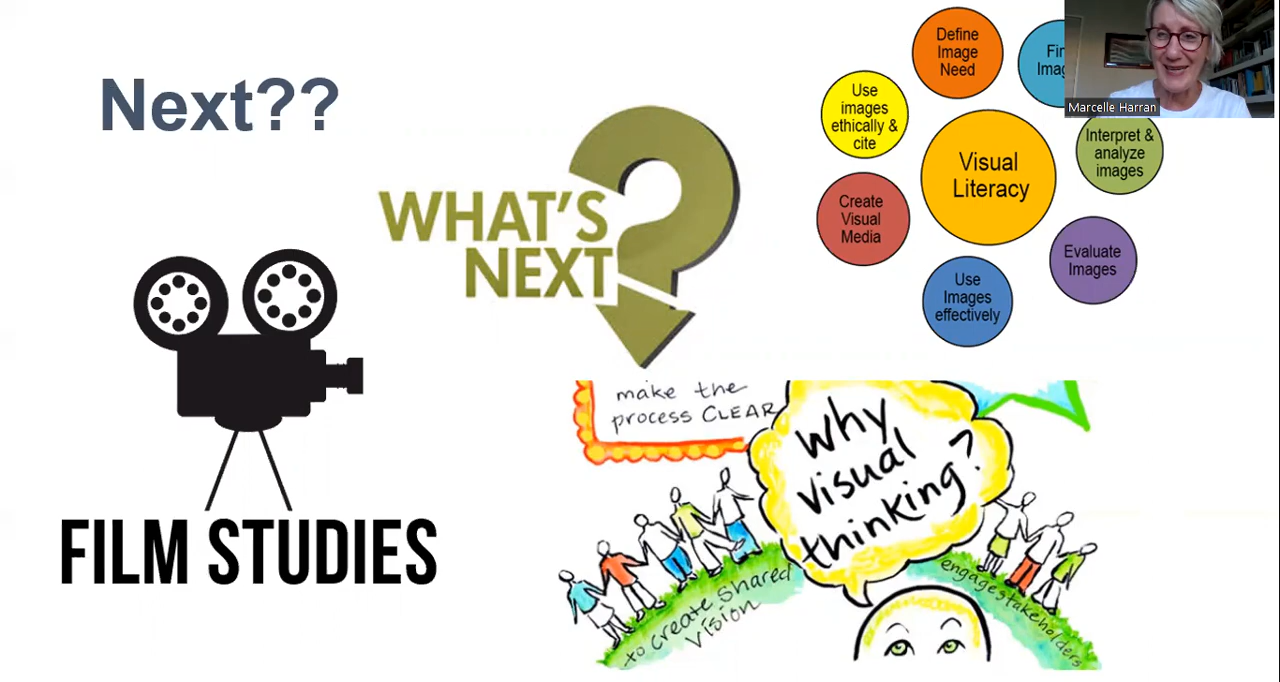 Next??
WHAT'S
NEXT
Define
Image
Need
Use
images
ethically &
cite
Visual
Literacy
Interpret &
analyze
images
Create
Visual
Media
Evaluate
Images
Use
Images
effectively
Marcelle Harran
FILM STUDIES
make the
process CLEAR
Why
visual
thinking?
to create shared
vision
engage stakeholders